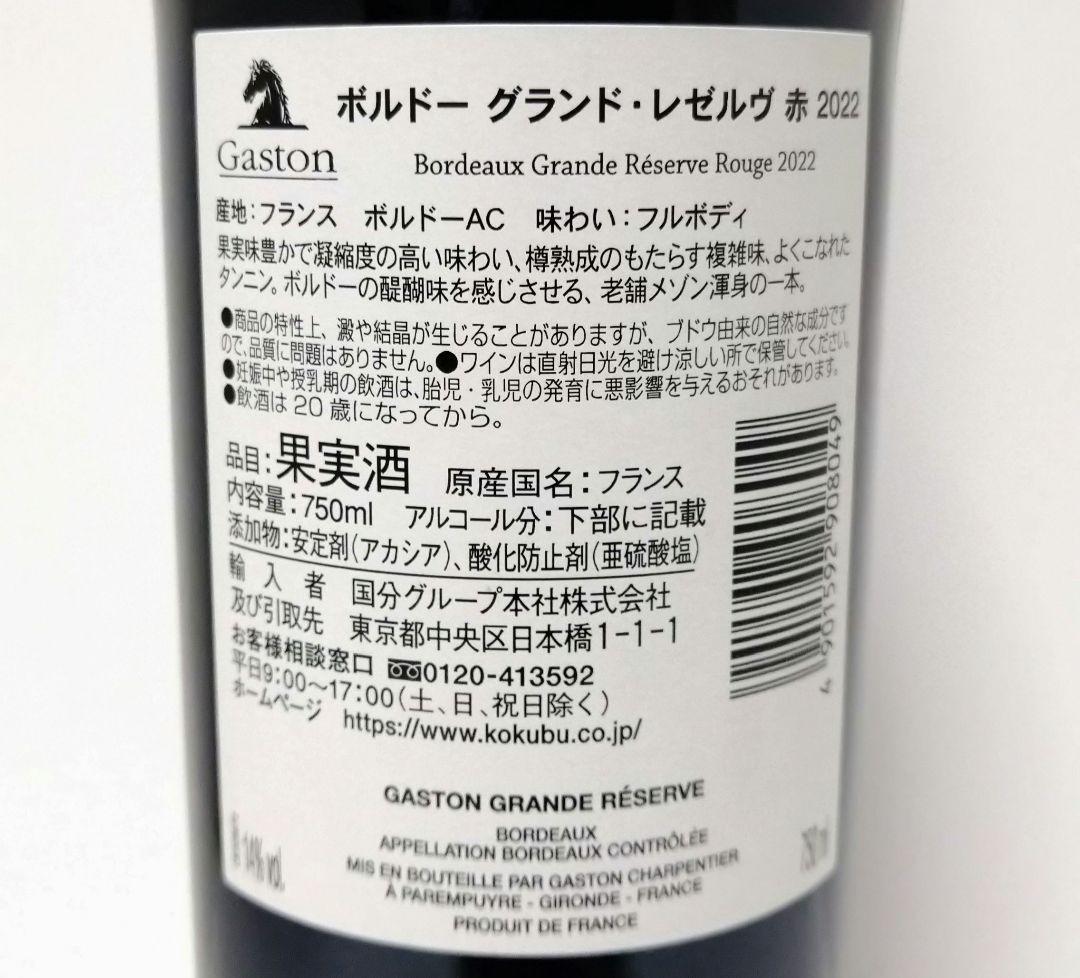 ボルドー グランド・レゼルヴ 赤 2022
Gaston
Bordeaux Grande Réserve Rouge 2022
産地：フランス ボルドーAC 味わい：フルボディ
果実味豊かで凝縮度の高い味わい、樽熟成のもたらす複雑味、よくこなれた
タンニン。ボルドーの醍醐味を感じさせる、老舗メゾン渾身の一本。
●商品の特性上、澱や結晶が生じることがありますが、ブドウ由来の自然な成分です
ので、品質に問題はありません。●ワインは直射日光を避け涼しい所で保管してください。
●妊娠中や授乳期の飲酒は、胎児・乳児の発育に悪影響を与えるおそれがあります。
●飲酒は20歳になってから。
品目：果実酒 原産国名：フランス
内容量：750ml アルコール分：下部に記載
添加物：安定剤（アカシア）、酸化防止剤（亜硫酸塩）
輸入者 国分グループ本社株式会社
及び引取先 東京都中央区日本橋1-1-1
お客様相談窓口 0120-413592
平日9:00～17:00（土、日、祝日除く）
ホームページ https://www.kokubu.co.jp/
4 901592 908049
GASTON GRANDE RÉSERVE
BORDEAUX
APPELLATION BORDEAUX CONTRÔLÉE
MIS EN BOUTEILLE PAR GASTON CHARPENTIER
À PAREMPUYRE - GIRONDE - FRANCE
PRODUIT DE FRANCE
14% vol.
750 ml